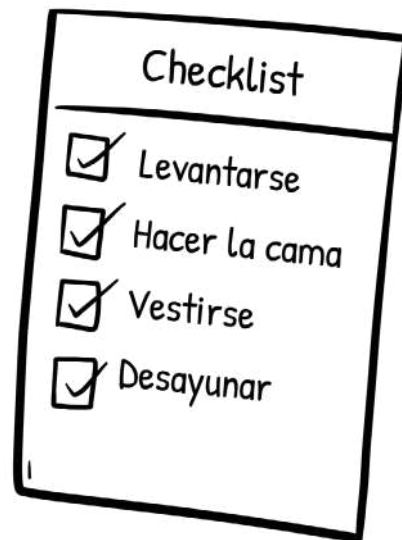 Checklist
Levantarse
Hacer la cama
Vestirse
Desayunar